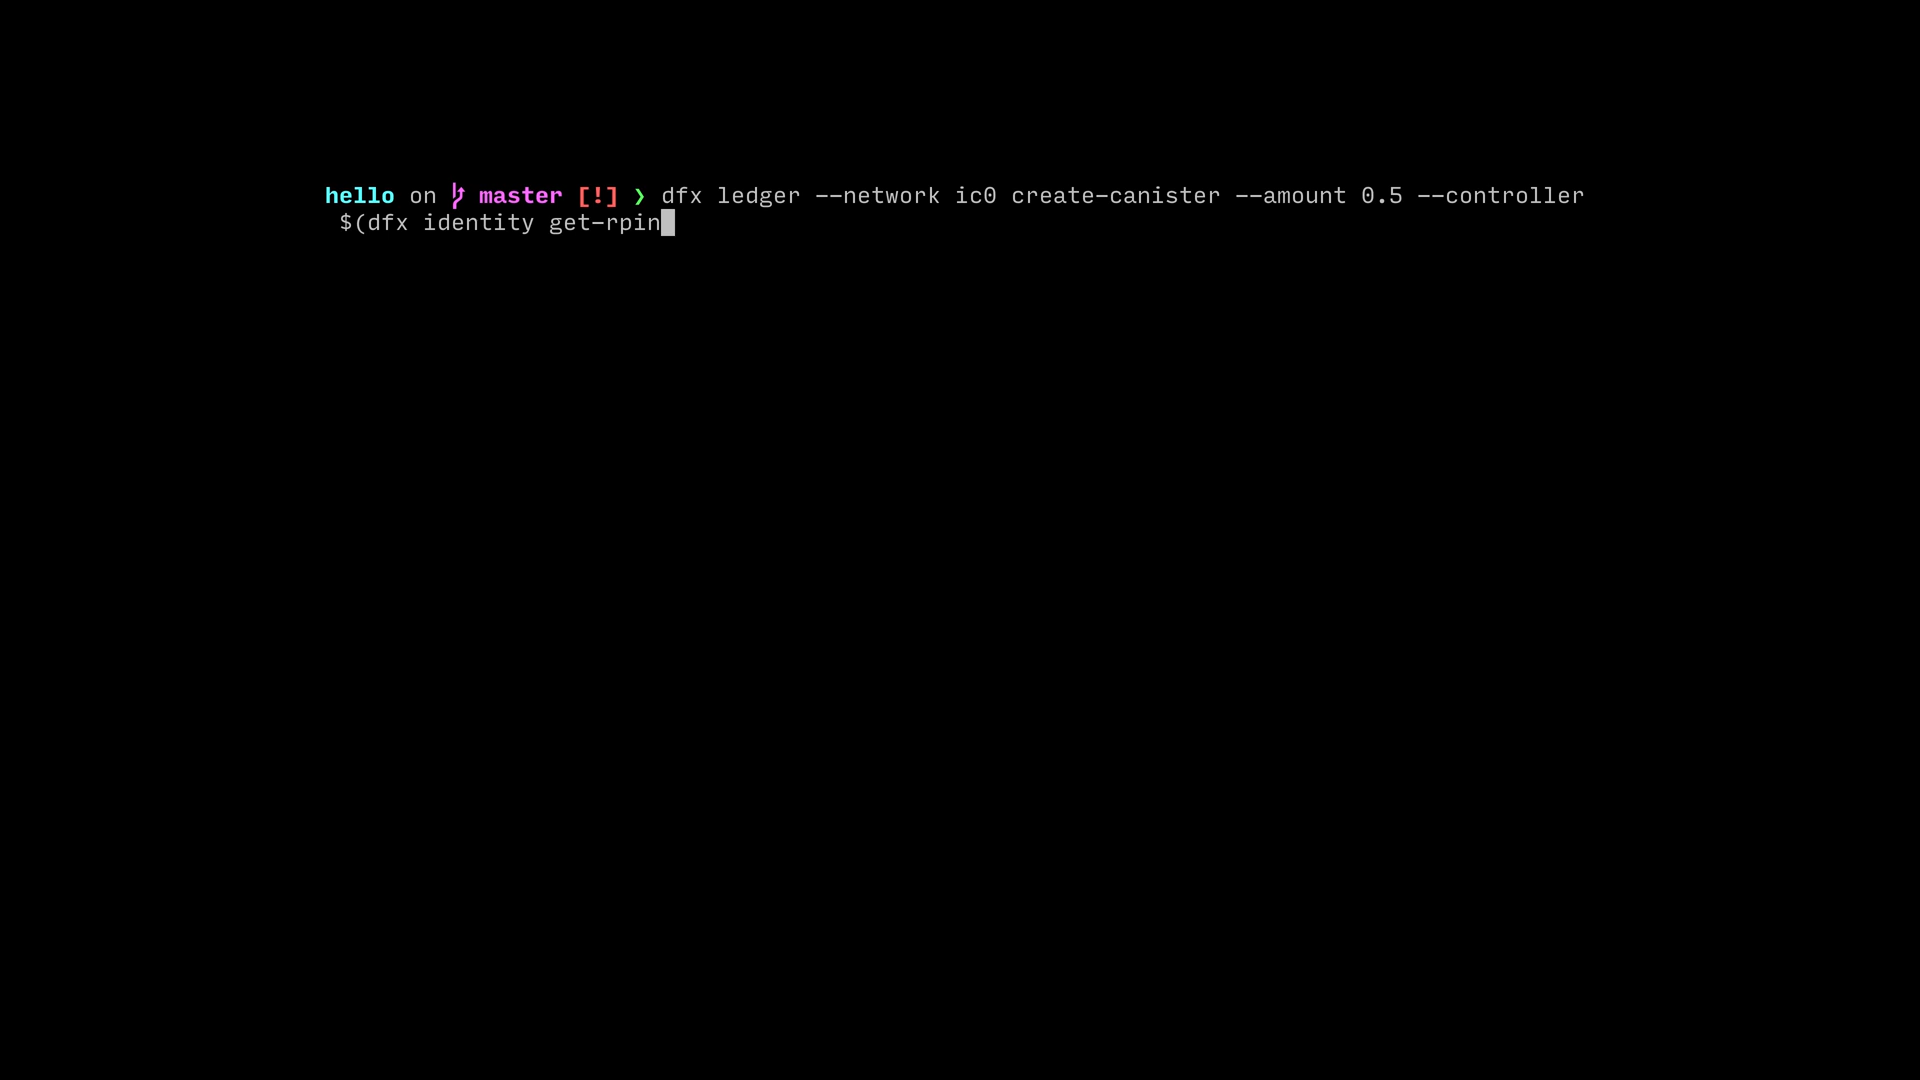 hello on master [!] ❯ dfx ledger --network ic0 create-canister --amount 0.5 --controller
$(dfx identity get-rpin